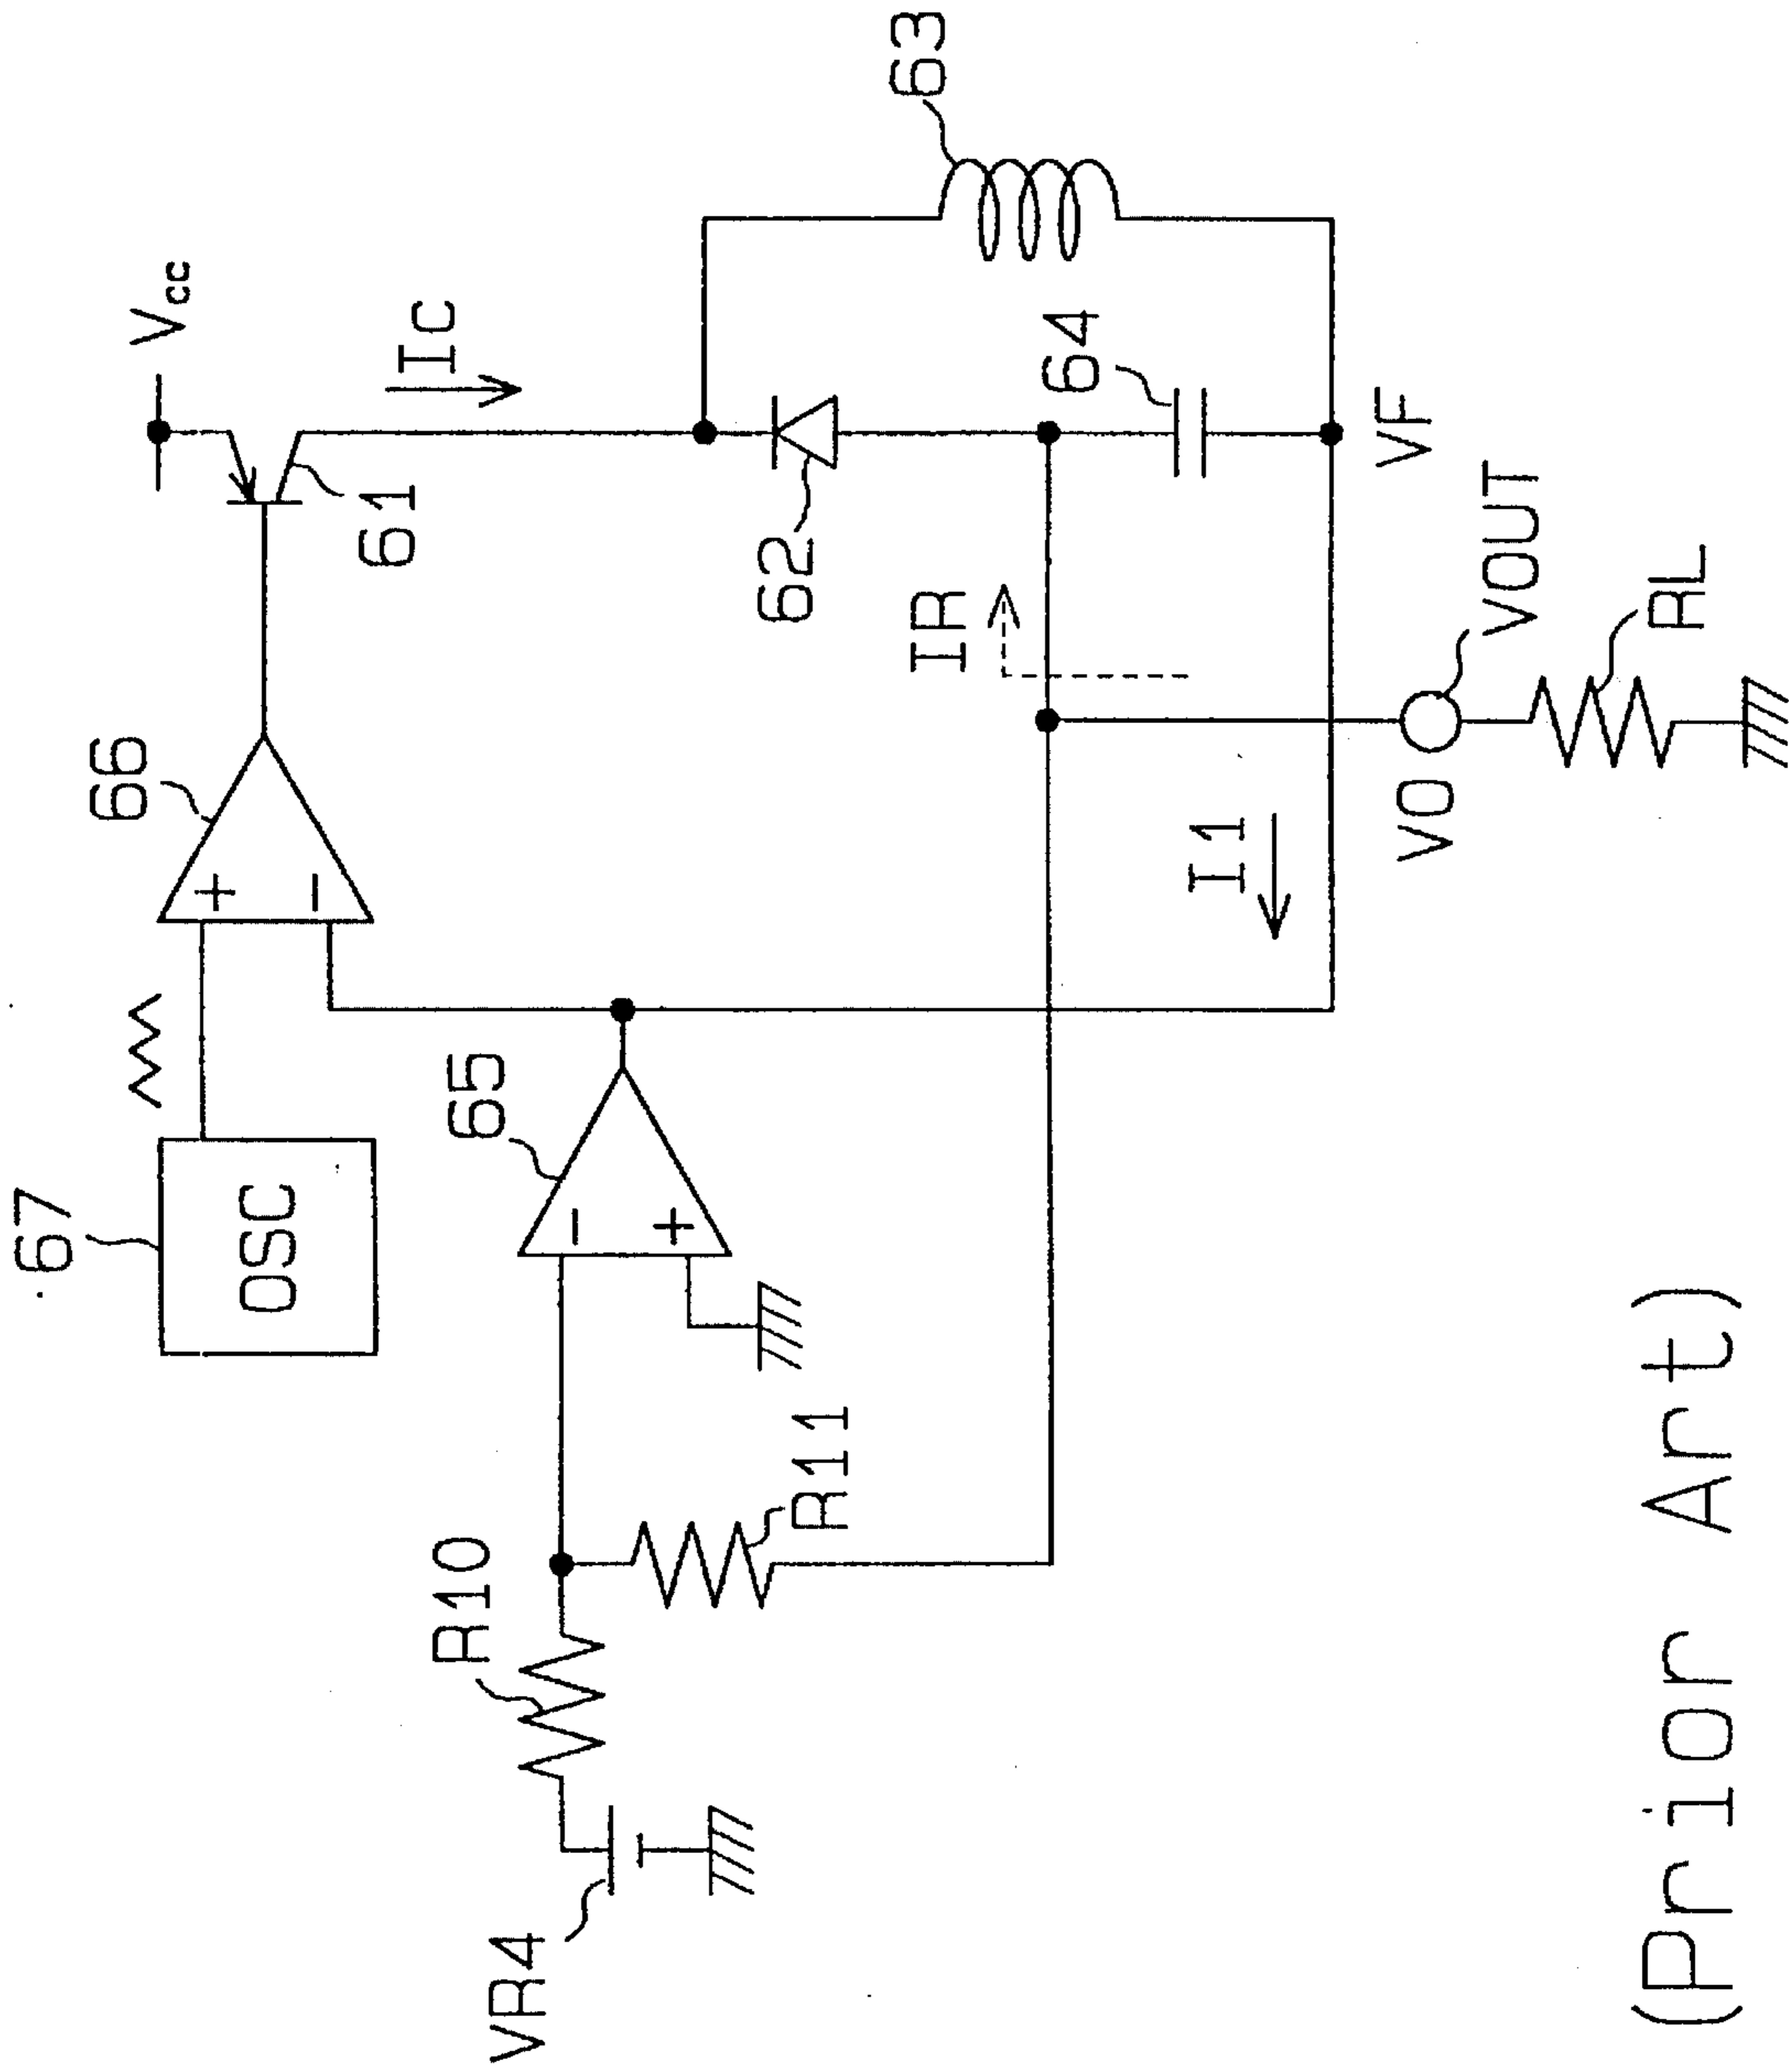 67
OSC
66
+
−
Vcc
61
IC
63
62
64
65
−
+
IR
I1
VF
VR4
R10
R11
VO
VOUT
RL
(Prior Art)